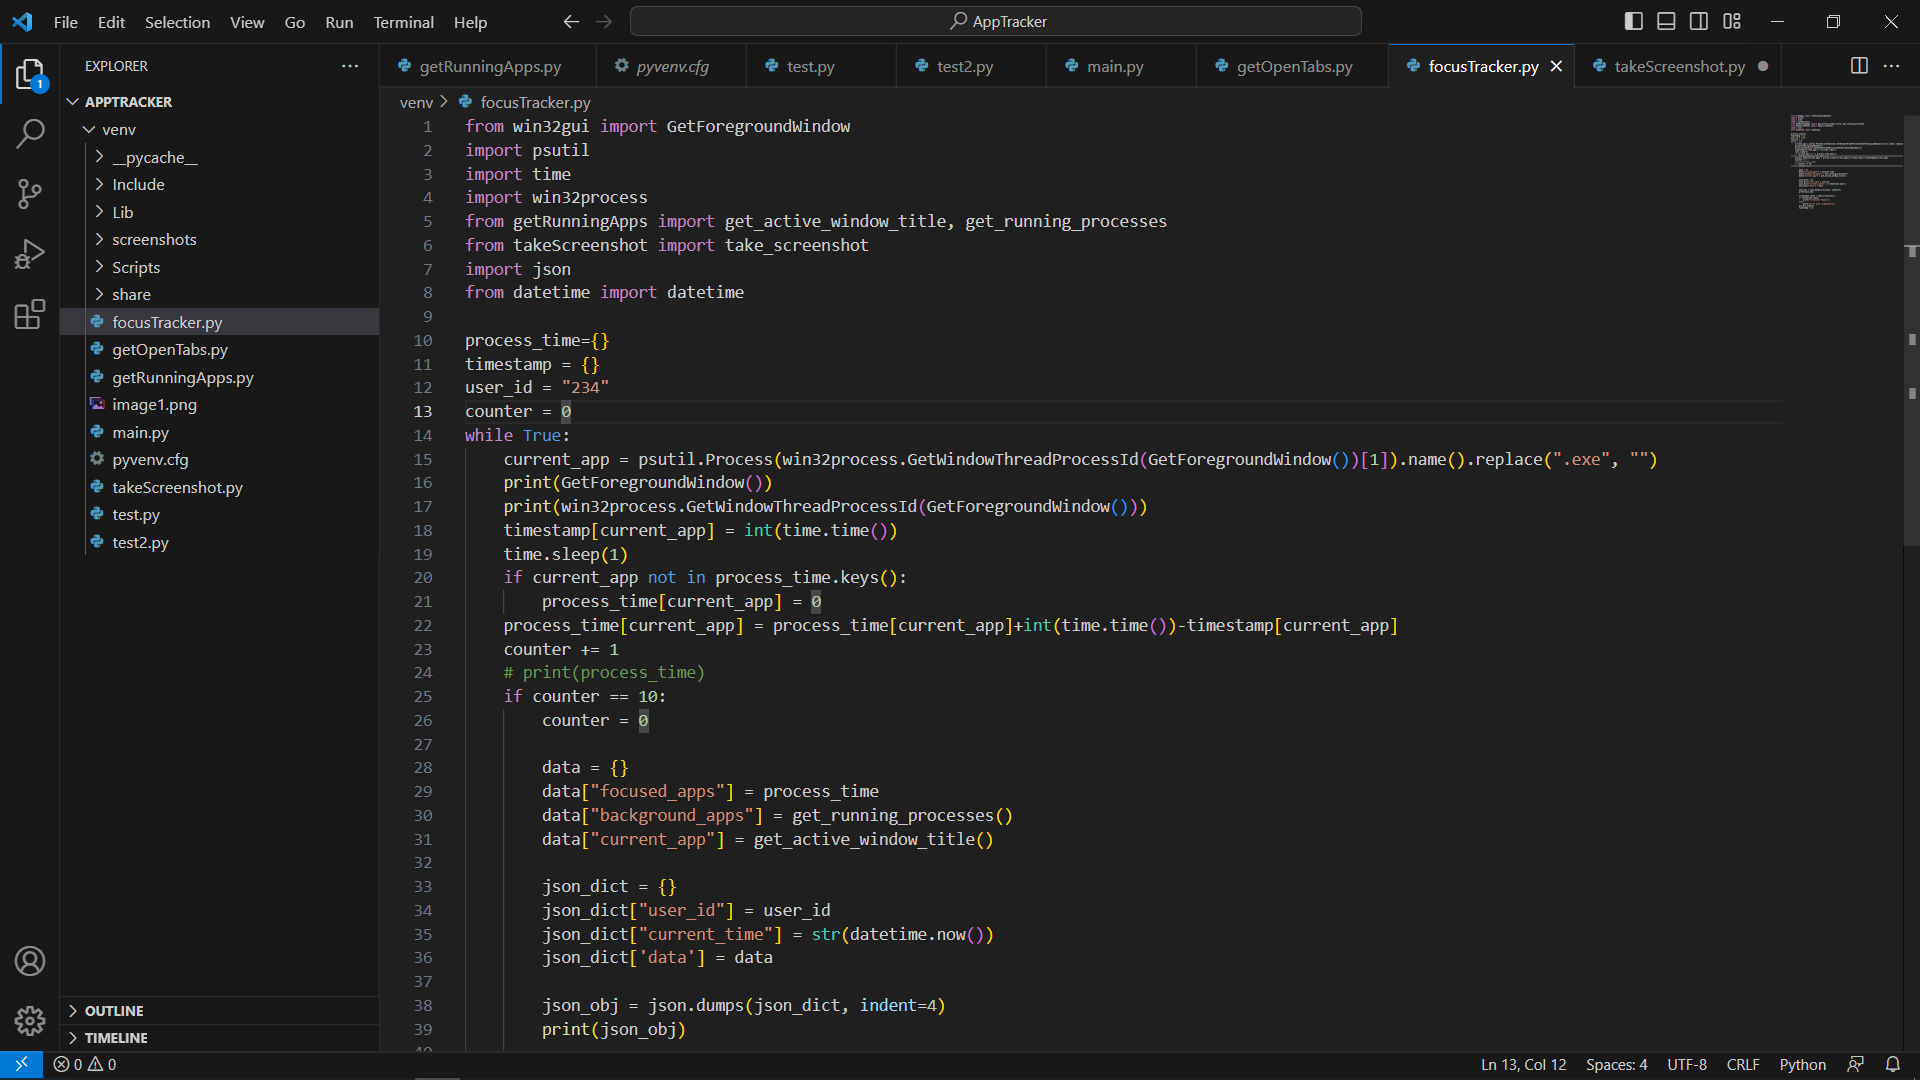 File Edit Selection View Go Run Terminal Help
AppTracker
EXPLORER
getRunningApps.py pyvenv.cfg test.py test2.py main.py getOpenTabs.py focusTracker.py takeScreenshot.py
APPTRACKER
venv
__pycache__
Include
Lib
screenshots
Scripts
share
focusTracker.py
getOpenTabs.py
getRunningApps.py
image1.png
main.py
pyvenv.cfg
takeScreenshot.py
test.py
test2.py
OUTLINE
TIMELINE
1
venv > focusTracker.py
1 from win32gui import GetForegroundWindow
2 import psutil
3 import time
4 import win32process
5 from getRunningApps import get_active_window_title, get_running_processes
6 from takeScreenshot import take_screenshot
7 import json
8 from datetime import datetime
9
10 process_time={}
11 timestamp = {}
12 user_id = "234"
13 counter = 0
14 while True:
15     current_app = psutil.Process(win32process.GetWindowThreadProcessId(GetForegroundWindow())[1]).name().replace(".exe", "")
16     print(GetForegroundWindow())
17     print(win32process.GetWindowThreadProcessId(GetForegroundWindow()))
18     timestamp[current_app] = int(time.time())
19     time.sleep(1)
20     if current_app not in process_time.keys():
21         process_time[current_app] = 0
22     process_time[current_app] = process_time[current_app]+int(time.time())-timestamp[current_app]
23     counter += 1
24     # print(process_time)
25     if counter == 10:
26         counter = 0
27
28         data = {}
29         data["focused_apps"] = process_time
30         data["background_apps"] = get_running_processes()
31         data["current_app"] = get_active_window_title()
32
33         json_dict = {}
34         json_dict["user_id"] = user_id
35         json_dict["current_time"] = str(datetime.now())
36         json_dict['data'] = data
37
38         json_obj = json.dumps(json_dict, indent=4)
39         print(json_obj)
0 0
Ln 13, Col 12 Spaces: 4 UTF-8 CRLF Python